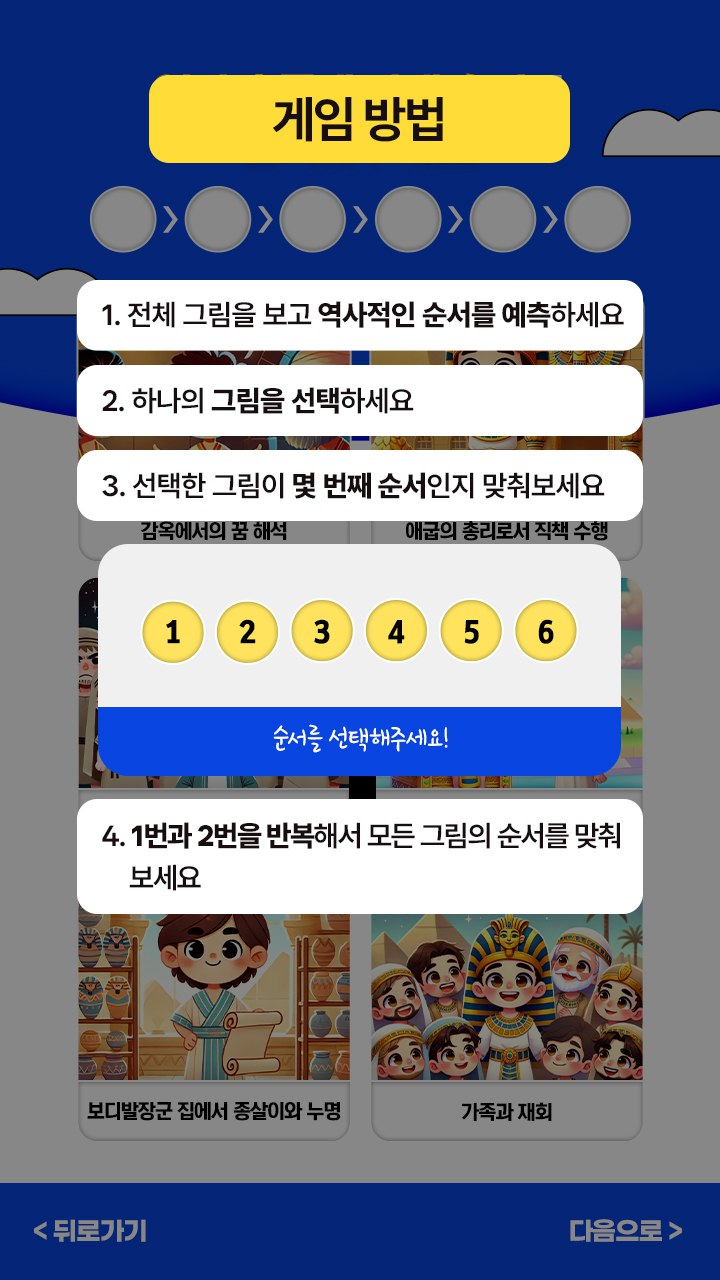 게임 방법
1. 전체 그림을 보고 역사적인 순서를 예측하세요
2. 하나의 그림을 선택하세요
3. 선택한 그림이 몇 번째 순서인지 맞춰보세요
감옥에서의 꿈 해석
애굽의 총리로서 직책 수행
1 2 3 4 5 6
순서를 선택해주세요!
4. 1번과 2번을 반복해서 모든 그림의 순서를 맞춰
보세요
보디발장군 집에서 종살이와 누명
가족과 재회
< 뒤로가기
다음으로 >